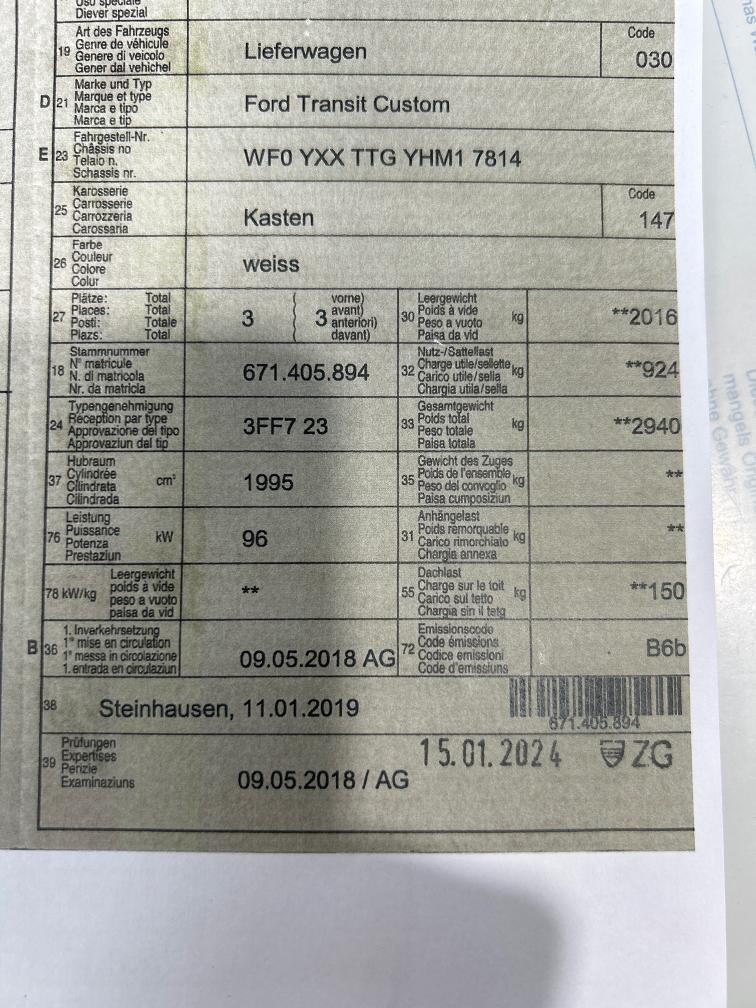 Uso speciale
Diever spezial
19 Art des Fahrzeugs
Genre de véhicule
Genere di veicolo
Gener dal vehichel
Lieferwagen
Code
030
D 21 Marke und Typ
Marque et type
Marca e tipo
Marca e tip
Ford Transit Custom
E 23 Fahrgestell-Nr.
Châssis no
Telaio n.
Schassis nr.
WF0 YXX TTG YHM1 7814
25 Karosserie
Carrosserie
Carrozzeria
Carossaria
Kasten
Code
147
26 Farbe
Couleur
Colore
Colur
weiss
27 Plätze: Total
Places: Total
Posti: Totale
Plazs: Total
3 ( 3 vorne)
avant)
anteriori)
davant)
30 Leergewicht
Poids à vide
Peso a vuoto
Paisa da vid
kg
**2016
18 Stammnummer
N° matricule
N. di matricola
Nr. da matricla
671.405.894
32 Nutz-/Sattellast
Charge utile/sellette
Carico utile/sella
Chargia utila/sella
kg
**924
24 Typengenehmigung
Réception par type
Approvazione del tipo
Approvaziun dal tip
3FF7 23
33 Gesamtgewicht
Poids total
Peso totale
Paisa totala
kg
**2940
37 Hubraum
Cylindrée
Cilindrata
Cilindrada
cm³
1995
35 Gewicht des Zuges
Poids de l'ensemble
Peso del convoglio
Paisa cumposiziun
kg
**
76 Leistung
Puissance
Potenza
Prestaziun
kW
96
31 Anhängelast
Poids remorquable
Carico rimorchiato
Chargia annexa
kg
**
78 kW/kg Leergewicht
poids à vide
peso a vuoto
paisa da vid
**
55 Dachlast
Charge sur le toit
Carico sul tetto
Chargia sin il tetg
kg
**150
B 36 1. Inverkehrsetzung
1re mise en circulation
1a messa in circolazione
1. entrada en circulaziun
09.05.2018 AG
72 Emissionscode
Code émissions
Codice emissioni
Code d'emissiuns
B6b
38 Steinhausen, 11.01.2019
671.405.894
39 Prüfungen
Expertises
Perizie
Examinaziuns
15.01.2024 ZG
09.05.2018 / AG